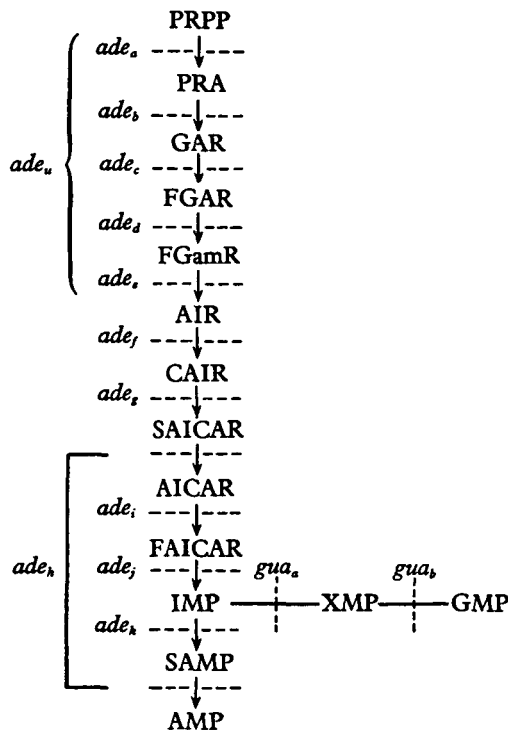 PRPP
ade_a
PRA
ade_b
GAR
ade_u
ade_c
FGAR
ade_d
FGamR
ade_e
AIR
ade_f
CAIR
ade_g
SAICAR
AICAR
ade_i
FAICAR
ade_h ade_j gua_a gua_b
IMP XMP GMP
ade_k
SAMP
AMP